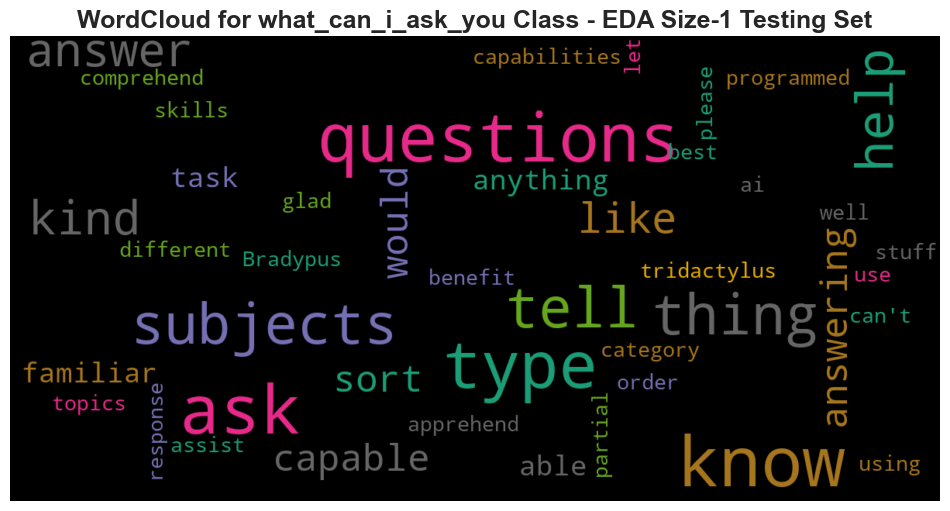 WordCloud for what_can_i_ask_you Class - EDA Size-1 Testing Set
answer
capabilities
let
comprehend
programmed
please
help
skills
questions
best
task
anything
ai
glad
would
kind
like
well
different
Bradypus
stuff
benefit
tridactylus
use
answering
subjects
tell
thing
can't
category
familiar
sort
type
order
topics
response
ask
apprehend
partial
assist
capable
able
know
using